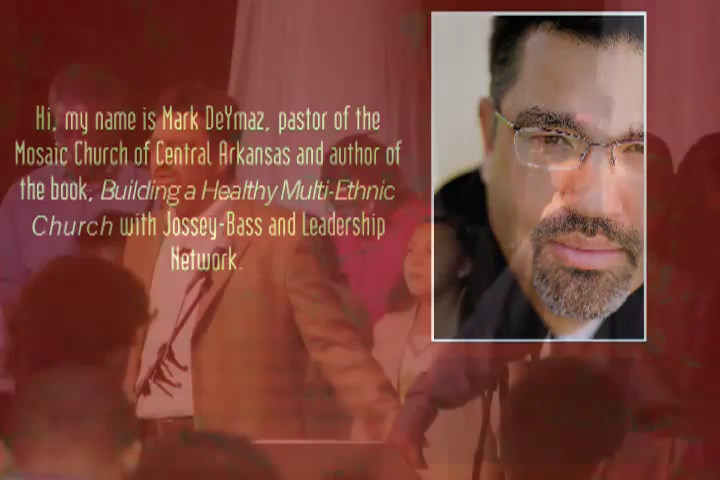 Hi, my name is Mark DeYmaz, pastor of the
Mosaic Church of Central Arkansas and author of
the book, Building a Healthy Multi-Ethnic
Church with Jossey-Bass and Leadership
Network.